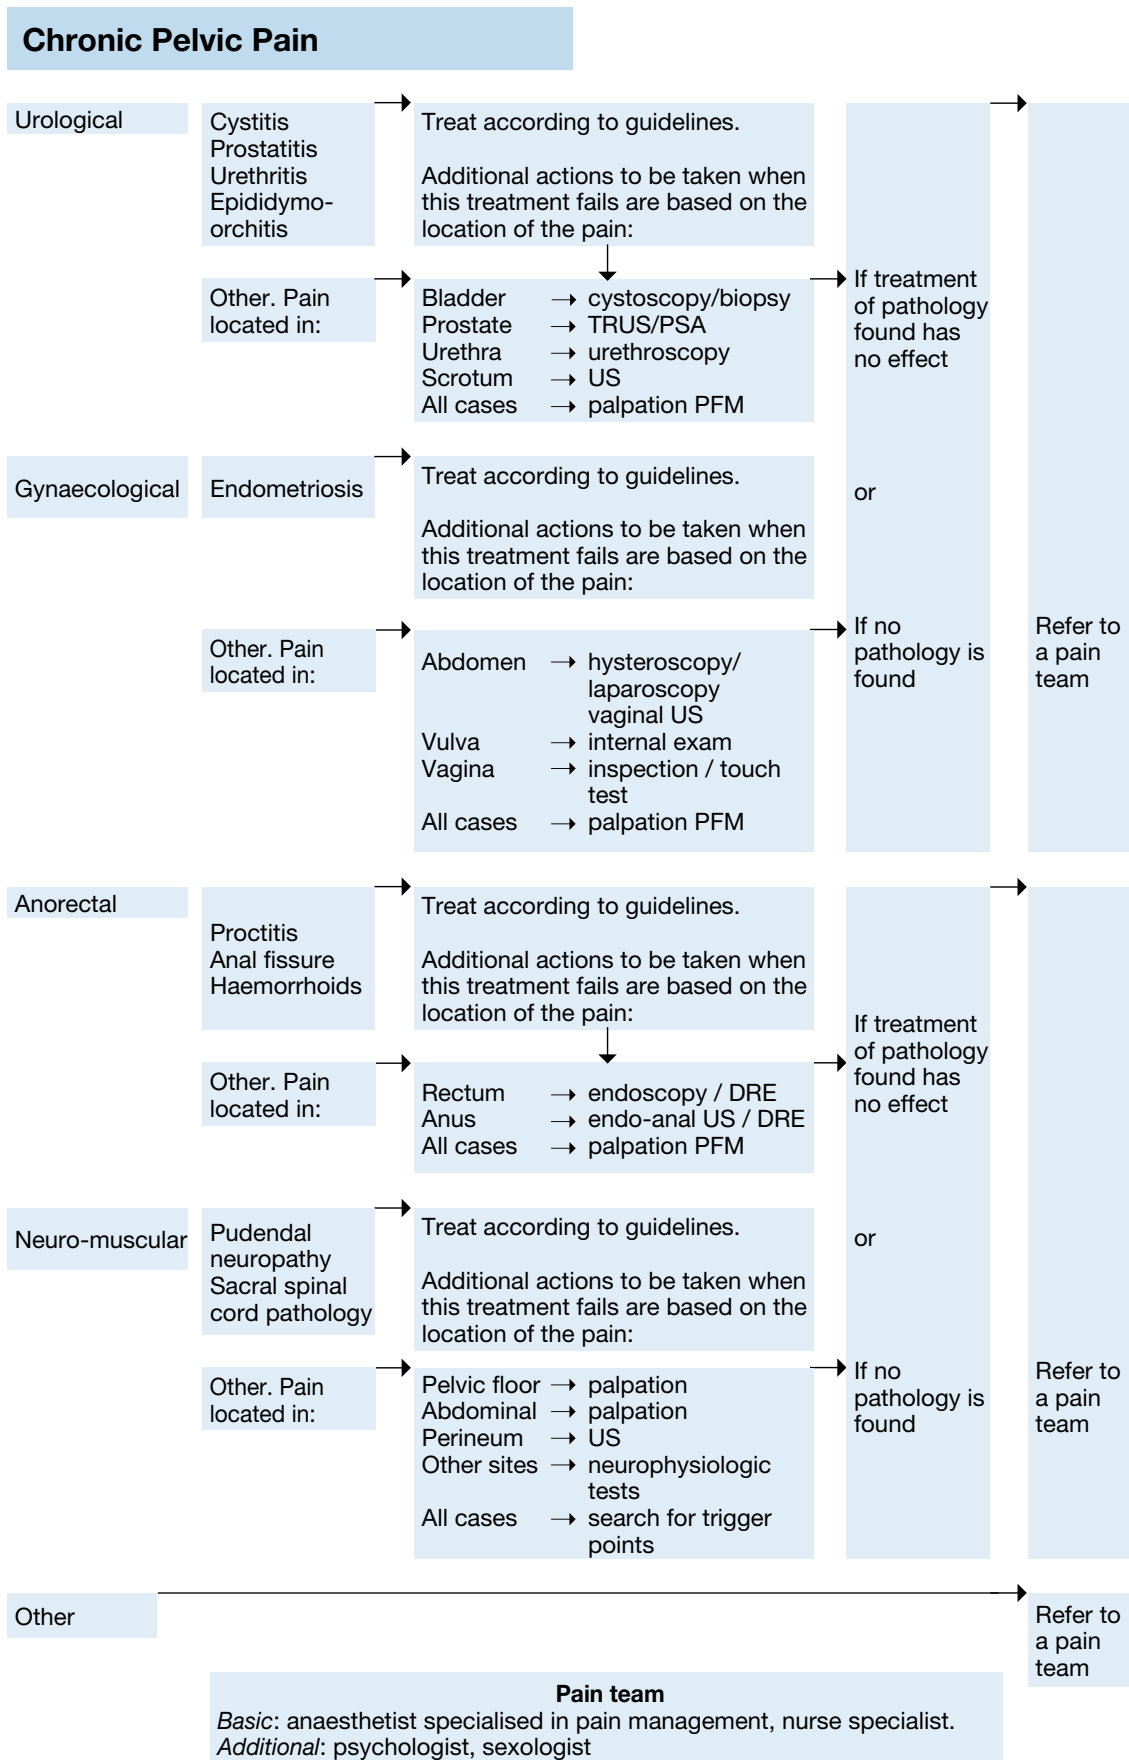 Chronic Pelvic Pain
Urological
Cystitis
Prostatitis
Urethritis
Epididymo-
orchitis
Treat according to guidelines.
Additional actions to be taken when
this treatment fails are based on the
location of the pain:
Other. Pain
located in:
Bladder → cystoscopy/biopsy
Prostate → TRUS/PSA
Urethra → urethroscopy
Scrotum → US
All cases → palpation PFM
If treatment
of pathology
found has
no effect
Gynaecological
Endometriosis
Treat according to guidelines.
Additional actions to be taken when
this treatment fails are based on the
location of the pain:
or
Other. Pain
located in:
Abdomen → hysteroscopy/
laparoscopy
vaginal US
Vulva → internal exam
Vagina → inspection / touch
test
All cases → palpation PFM
If no
pathology is
found
Refer to
a pain
team
Anorectal
Proctitis
Anal fissure
Haemorrhoids
Treat according to guidelines.
Additional actions to be taken when
this treatment fails are based on the
location of the pain:
Other. Pain
located in:
Rectum → endoscopy / DRE
Anus → endo-anal US / DRE
All cases → palpation PFM
If treatment
of pathology
found has
no effect
Neuro-muscular
Pudendal
neuropathy
Sacral spinal
cord pathology
Treat according to guidelines.
Additional actions to be taken when
this treatment fails are based on the
location of the pain:
or
Other. Pain
located in:
Pelvic floor → palpation
Abdominal → palpation
Perineum → US
Other sites → neurophysiologic
tests
All cases → search for trigger
points
If no
pathology is
found
Refer to
a pain
team
Other
Refer to
a pain
team
Pain team
Basic: anaesthetist specialised in pain management, nurse specialist.
Additional: psychologist, sexologist